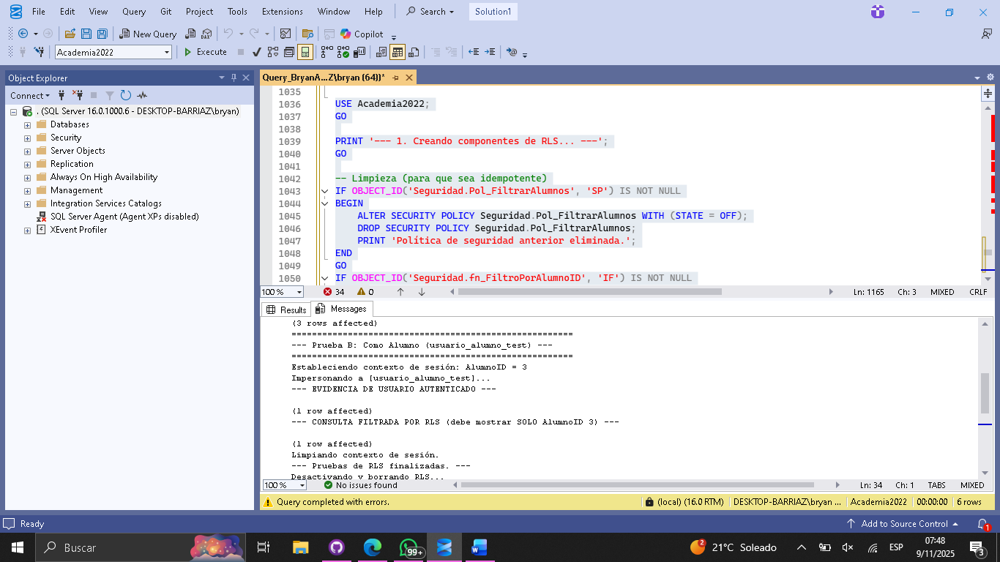 File Edit View Query Git Project Tools Extensions Window Help Search Solution1
New Query DAX Copilot
Academia2022 Execute
Object Explorer
Connect
. (SQL Server 16.0.1000.6 - DESKTOP-BARRIAZ\bryan)
Databases
Security
Server Objects
Replication
Always On High Availability
Management
Integration Services Catalogs
SQL Server Agent (Agent XPs disabled)
XEvent Profiler
Query_BryanA...Z\bryan (64))*
1035
1036 USE Academia2022;
1037 GO
1038
1039 PRINT '--- 1. Creando componentes de RLS... ---';
1040 GO
1041
1042 -- Limpieza (para que sea idempotente)
1043 IF OBJECT_ID('Seguridad.Pol_FiltrarAlumnos', 'SP') IS NOT NULL
1044 BEGIN
1045 ALTER SECURITY POLICY Seguridad.Pol_FiltrarAlumnos WITH (STATE = OFF);
1046 DROP SECURITY POLICY Seguridad.Pol_FiltrarAlumnos;
1047 PRINT 'Política de seguridad anterior eliminada.';
1048 END
1049 GO
1050 IF OBJECT_ID('Seguridad.fn_FiltroPorAlumnoID', 'IF') IS NOT NULL
100 % 34 0 Ln: 1165 Ch: 3 MIXED CRLF
Results Messages
(3 rows affected)
===================================================
--- Prueba B: Como Alumno (usuario_alumno_test) ---
===================================================
Estableciendo contexto de sesión: AlumnoID = 3
Impersonando a [usuario_alumno_test]...
--- EVIDENCIA DE USUARIO AUTENTICADO ---
(1 row affected)
--- CONSULTA FILTRADA POR RLS (debe mostrar SOLO AlumnoID 3) ---
(1 row affected)
Limpiando contexto de sesión.
--- Pruebas de RLS finalizadas. ---
Desactivando y borrando RLS...
100 % No issues found Ln: 34 Ch: 1 TABS MIXED
Query completed with errors. (local) (16.0 RTM) DESKTOP-BARRIAZ\bryan ... Academia2022 00:00:00 6 rows
Ready Add to Source Control 1
Buscar 99+ 2 21°C Soleado ESP 07:48
9/11/2025 3